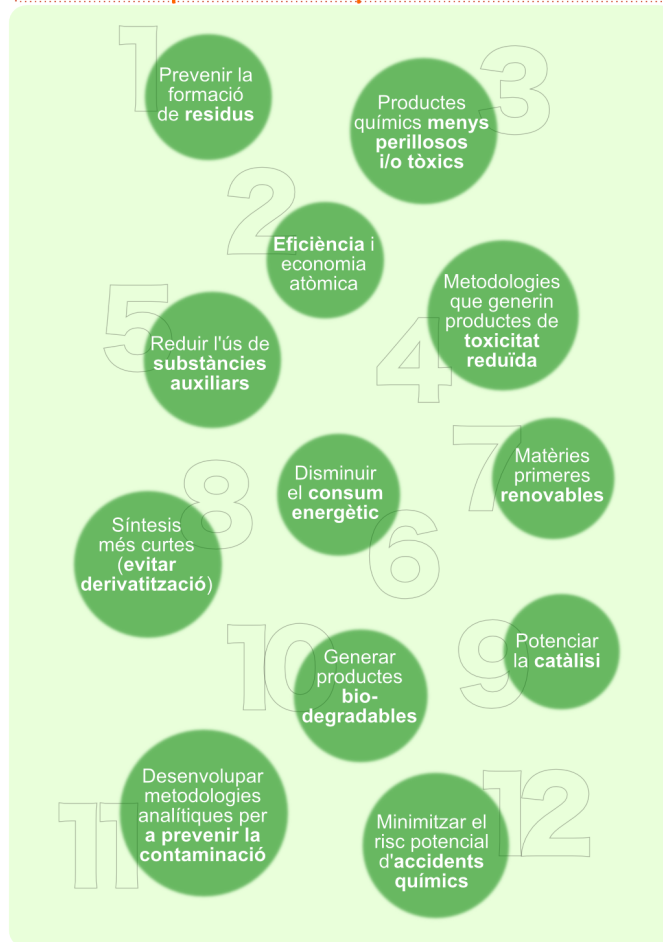 1
Prevenir la
formació
de residus
2
Eficiència i
economia
atòmica
3
Productes
químics menys
perillosos
i/o tòxics
4
Metodologies
que generin
productes de
toxicitat
reduïda
5
Reduir l'ús de
substàncies
auxiliars
6
Disminuir
el consum
energètic
7
Matèries
primeres
renovables
8
Síntesis
més curtes
(evitar
derivatització)
9
Potenciar
la catàlisi
10
Generar
productes
bio-
degradables
11
Desenvolupar
metodologies
analítiques per
a prevenir la
contaminació
12
Minimitzar el
risc potencial
d'accidents
químics